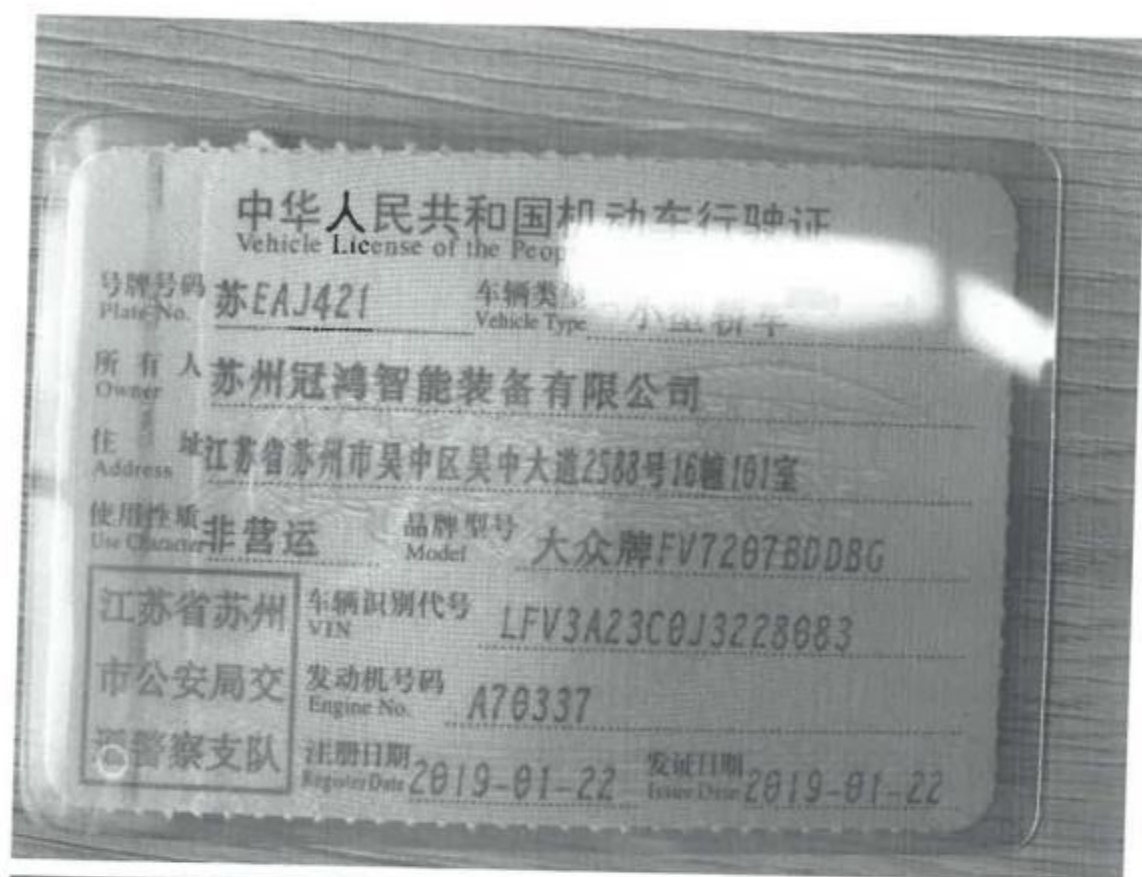 中华人民共和国机动车行驶证
Vehicle License of the Peop
号牌号码 苏EAJ421 车辆类型 小型轿车
Plate No. Vehicle Type
所有人 苏州冠鸿智能装备有限公司
Owner
住址 江苏省苏州市吴中区吴中大道2588号16幢101室
Address
使用性质 非营运 品牌型号 大众牌FV7207BDDBG
Use Character Model
江苏省苏州 车辆识别代号 LFV3A23C0J3228083
VIN
市公安局交 发动机号码 A70337
Engine No.
通警察支队 注册日期 2019-01-22 发证日期 2019-01-22
Register Date Issue Date